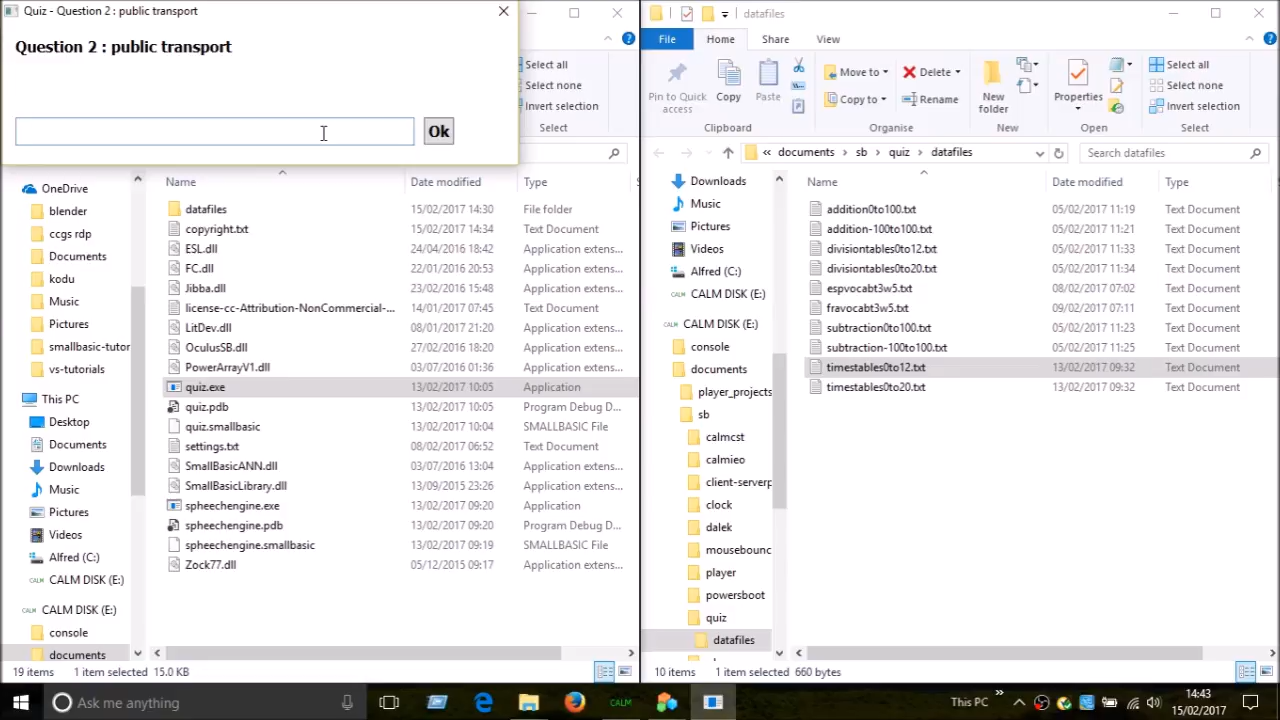 Quiz - Question 2 : public transport
Question 2 : public transport
Ok
Select all
Select none
Invert selection
Select
Name
Date modified
Type
OneDrive
blender
ccgs rdp
Documents
kodu
Music
Pictures
smallbasic-tutor
vs-tutorials
This PC
Desktop
Documents
Downloads
Music
Pictures
Videos
Alfred (C:)
CALM DISK (E:)
CALM DISK (E:)
console
documents
datafiles 15/02/2017 14:30 File folder
copyright.txt 15/02/2017 14:34 Text Document
ESL.dll 24/04/2016 18:42 Application extens...
FC.dll 22/01/2016 20:53 Application extens...
Jibba.dll 23/02/2016 15:48 Application extens...
license-cc-Attribution-NonCommercial-... 14/01/2017 07:45 Text Document
LitDev.dll 08/01/2017 21:20 Application extens...
OculusSB.dll 27/02/2016 18:20 Application extens...
PowerArrayV1.dll 03/07/2016 01:36 Application extens...
quiz.exe 13/02/2017 10:05 Application
quiz.pdb 13/02/2017 10:05 Program Debug D...
quiz.smallbasic 13/02/2017 10:04 SMALLBASIC File
settings.txt 08/02/2017 06:52 Text Document
SmallBasicANN.dll 03/07/2016 13:04 Application extens...
SmallBasicLibrary.dll 13/09/2015 23:26 Application extens...
spheechengine.exe 13/02/2017 09:20 Application
spheechengine.pdb 13/02/2017 09:20 Program Debug D...
spheechengine.smallbasic 13/02/2017 09:19 SMALLBASIC File
Zock77.dll 05/12/2015 09:17 Application extens...
19 items 1 item selected 15.0 KB
datafiles
File Home Share View
Pin to Quick access
Copy
Paste
Clipboard
Move to
Copy to
Delete
Rename
Organise
New folder
New
Properties
Open
Select all
Select none
Invert selection
Select
« documents > sb > quiz > datafiles
Search datafiles
Name
Date modified
Type
Downloads
Music
Pictures
Videos
Alfred (C:)
CALM CALM DISK (E:)
CALM CALM DISK (E:)
console
documents
player_projects
sb
calmcst
calmieo
client-serverp
clock
dalek
mousebounc
player
powersboot
quiz
datafiles
addition0to100.txt 05/02/2017 11:19 Text Document
addition-100to100.txt 05/02/2017 11:21 Text Document
divisiontables0to12.txt 05/02/2017 11:33 Text Document
divisiontables0to20.txt 05/02/2017 11:34 Text Document
espvocabt3w5.txt 08/02/2017 07:02 Text Document
fravocabt3w5.txt 09/02/2017 07:11 Text Document
subtraction0to100.txt 05/02/2017 11:23 Text Document
subtraction-100to100.txt 05/02/2017 11:25 Text Document
timestables0to12.txt 13/02/2017 09:32 Text Document
timestables0to20.txt 13/02/2017 09:32 Text Document
10 items 1 item selected 660 bytes
Ask me anything
CALM
This PC
14:43
15/02/2017